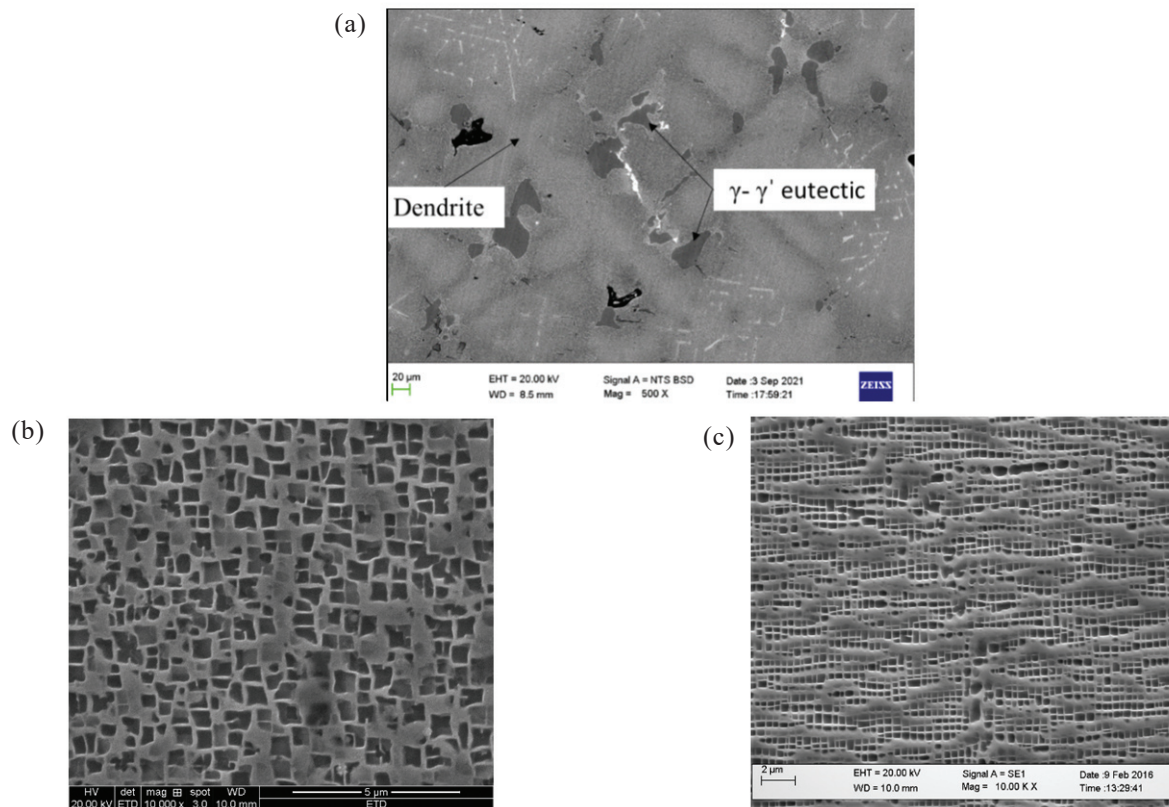 (a)
Dendrite
γ- γ' eutectic
20 µm
EHT = 20.00 kV Signal A = NTS BSD Date :3 Sep 2021
WD = 8.5 mm Mag = 500 X Time :17:59:21
ZEISS
(b)
(c)
HV det mag ⊞ spot WD 5 µm
20.00 kV ETD 10 000 x 3.0 10.0 mm ETD
2 µm
EHT = 20.00 kV Signal A = SE1 Date :9 Feb 2016
WD = 10.0 mm Mag = 10.00 K X Time :13:29:41